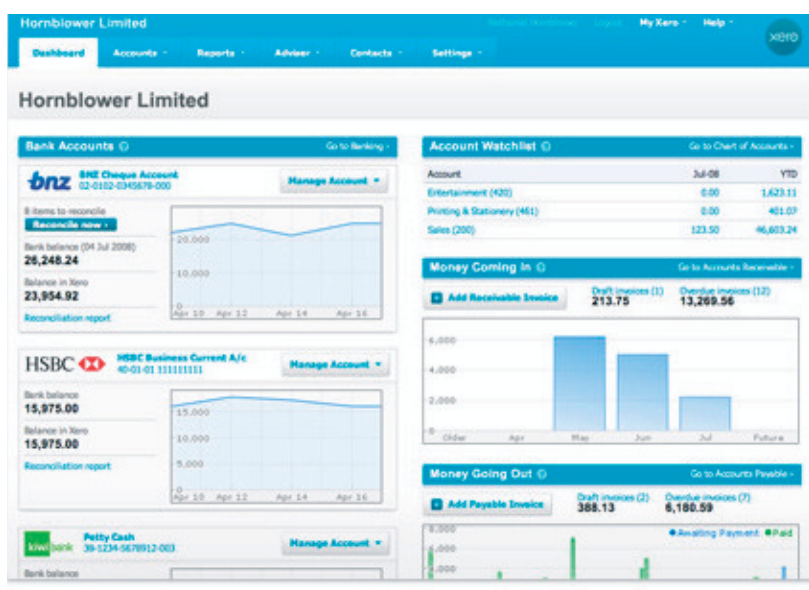 Hornblower Limited
Logout My Xero Help
xero
Dashboard Accounts Reports Adviser Contacts Settings
Hornblower Limited
Bank Accounts Go to Banking ›
bnz BNZ Cheque Account
02-0102-0345678-000
Manage Account
8 items to reconcile
Reconcile now ›
Bank balance (04 Jul 2008)
26,248.24
Balance in Xero
23,954.92
Reconciliation report
20,000
10,000
0
Apr 10 Apr 12 Apr 14 Apr 16
HSBC HSBC Business Current A/c
40-01-01 111111111
Manage Account
Bank balance
15,975.00
Balance in Xero
15,975.00
Reconciliation report
15,000
10,000
5,000
Apr 10 Apr 12 Apr 14 Apr 16
kiwibank Petty Cash
38-1234-5678912-003
Manage Account
Bank balance
Account Watchlist Go to Chart of Accounts ›
Account Jul-08 YTD
Entertainment (420) 0.00 1,623.11
Printing & Stationery (461) 0.00 401.07
Sales (200) 123.50 46,603.24
Money Coming In Go to Accounts Receivable ›
Add Receivable Invoice
Draft invoices (1)
213.75
Overdue invoices (12)
13,269.56
6,000
4,000
2,000
0
Older Apr May Jun Jul Future
Money Going Out Go to Accounts Payable ›
Add Payable Invoice
Draft invoices (2)
388.13
Overdue invoices (7)
6,180.59
Awaiting Payment Paid
8,000
6,000